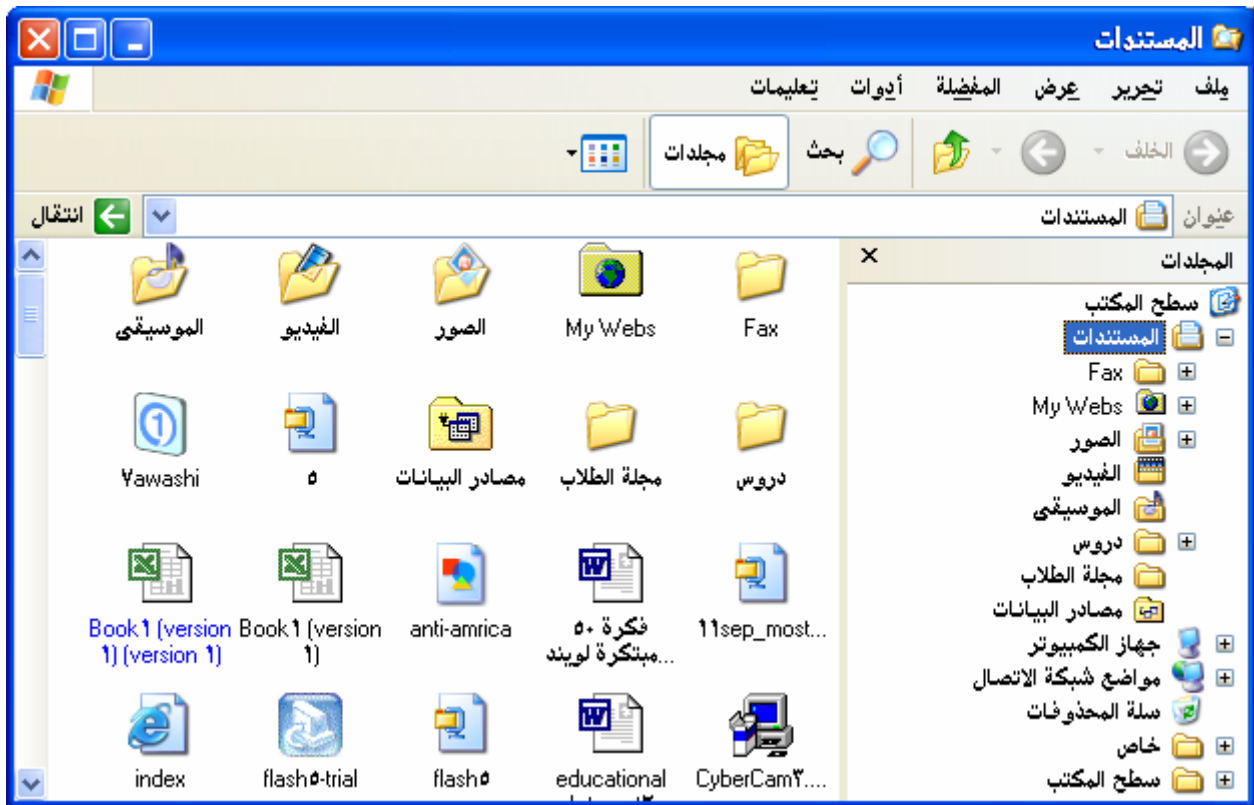 المستندات
ملف تحرير عرض المفضلة أدوات تعليمات
الخلف بحث مجلدات
عنوان المستندات انتقال
المجلدات
سطح المكتب
المستندات
Fax
My Webs
الصور
الفيديو
الموسيقى
دروس
مجلة الطلاب
مصادر البيانات
جهاز الكمبيوتر
مواضع شبكة الاتصال
سلة المحذوفات
خاص
سطح المكتب
Fax
My Webs
الصور
الفيديو
الموسيقى
دروس
مجلة الطلاب
مصادر البيانات
٥
٧awashi
١١sep_most...
فكرة ٥٠
مبتكرة لويند...
anti-amrica
Book١ (version
١)
Book١ (version
١) (version ١)
CyberCam٣....
educational
flash٥
flash٥-trial
index